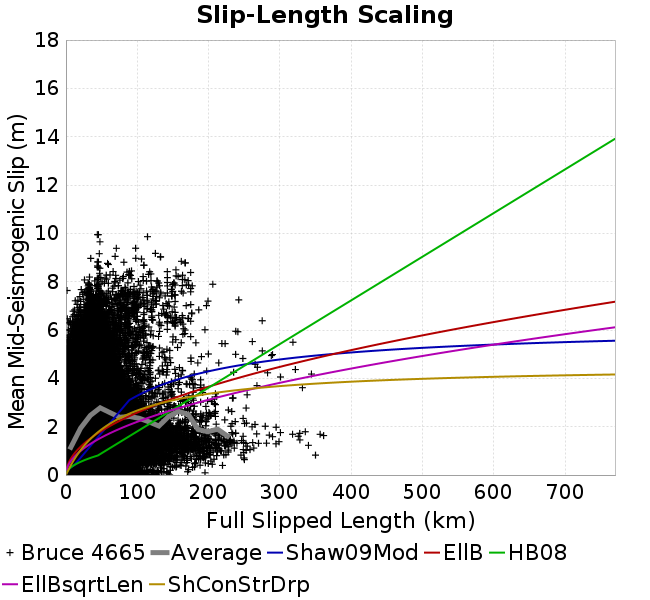 Slip-Length Scaling
Mean Mid-Seismogenic Slip (m)
18
16
14
12
10
8
6
4
2
0
0 100 200 300 400 500 600 700
Full Slipped Length (km)
Bruce 4665 Average Shaw09Mod EllB HB08
EllBsqrtLen ShConStrDrp